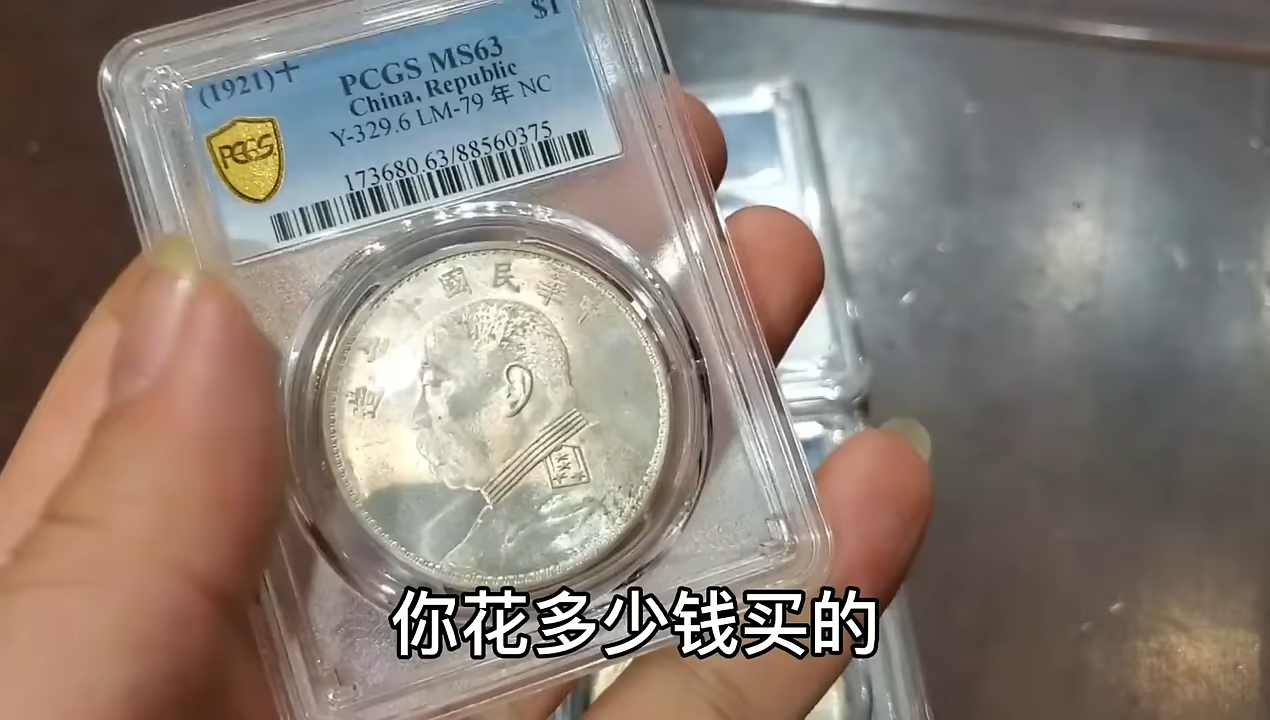 (1921)十
$1
PCGS MS63
China, Republic
Y-329.6 LM-79 年 NC
173680.63/88560375
PCGS
造 十 國民華中
你花多少钱买的